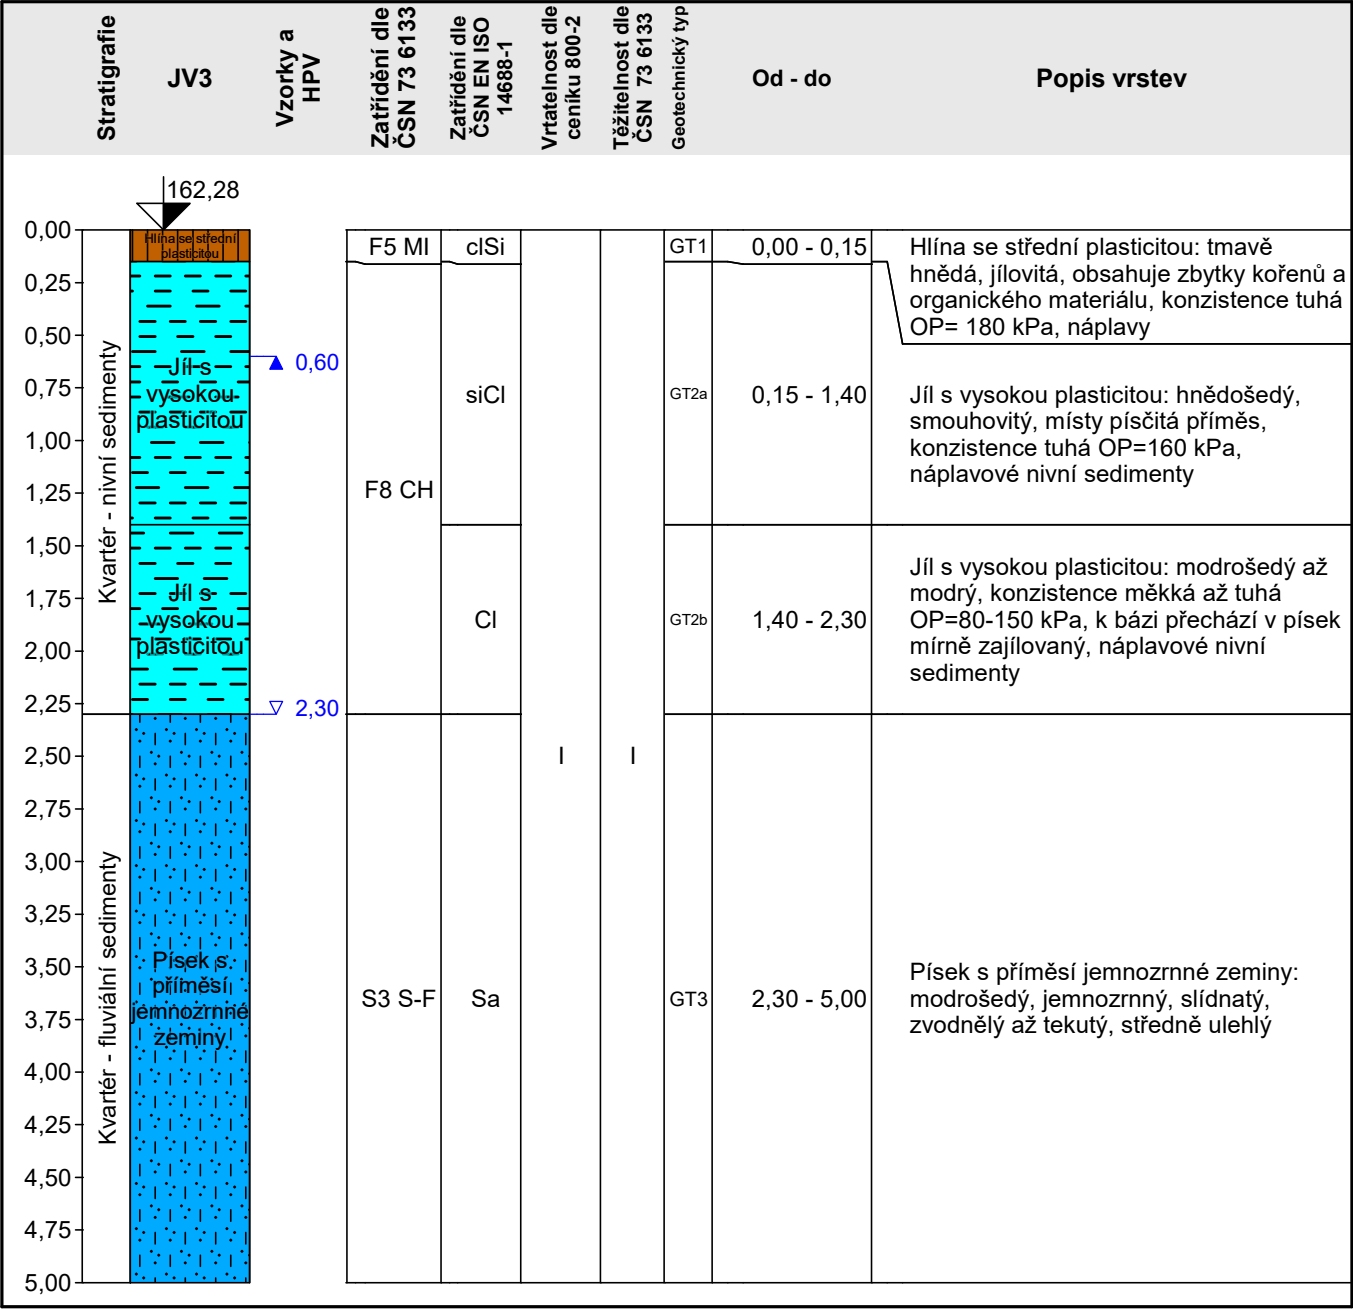 Stratigrafie
JV3
Vzorky a
HPV
Zatřídění dle
ČSN 73 6133
Zatřídění dle
ČSN EN ISO
14688-1
Vrtatelnost dle
ceníku 800-2
Těžitelnost dle
ČSN 73 6133
Geotechnický typ
Od - do
Popis vrstev
162,28
0,00
0,25
0,50
0,75
1,00
1,25
1,50
1,75
2,00
2,25
2,50
2,75
3,00
3,25
3,50
3,75
4,00
4,25
4,50
4,75
5,00
Kvartér - nivní sedimenty
Kvartér - fluviální sedimenty
Hlína se střední
plasticitou
Jíl s
vysokou
plasticitou
Jíl s
vysokou
plasticitou
Písek s
příměsí
jemnozrnné
zeminy
0,60
2,30
F5 MI
F8 CH
S3 S-F
clSi
siCl
Cl
Sa
I
I
GT1
GT2a
GT2b
GT3
0,00 - 0,15
0,15 - 1,40
1,40 - 2,30
2,30 - 5,00
Hlína se střední plasticitou: tmavě
hnědá, jílovitá, obsahuje zbytky kořenů a
organického materiálu, konzistence tuhá
OP= 180 kPa, náplavy
Jíl s vysokou plasticitou: hnědošedý,
smouhovitý, místy písčitá příměs,
konzistence tuhá OP=160 kPa,
náplavové nivní sedimenty
Jíl s vysokou plasticitou: modrošedý až
modrý, konzistence měkká až tuhá
OP=80-150 kPa, k bázi přechází v písek
mírně zajílovaný, náplavové nivní
sedimenty
Písek s příměsí jemnozrnné zeminy:
modrošedý, jemnozrnný, slídnatý,
zvodnělý až tekutý, středně ulehlý